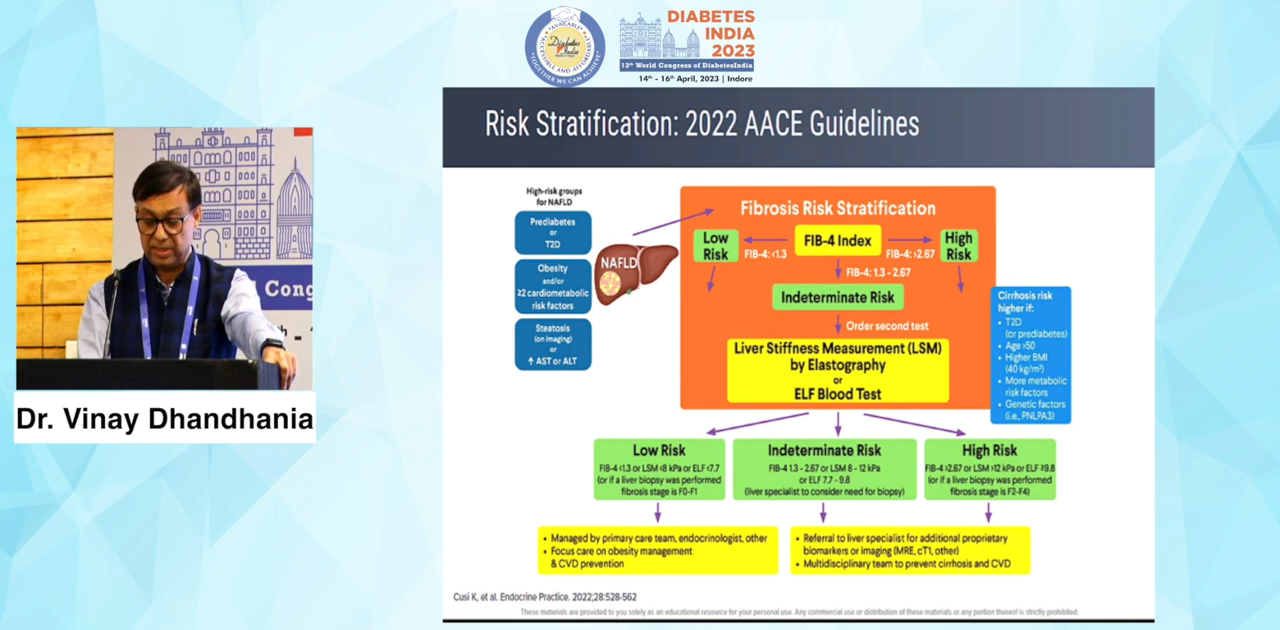 AVAILABLE
ACCESSIBLE AND AFFORDABLE
Diabetes
India
TOGETHER WE CAN ACHIEVE
DIABETES
INDIA
2023
12th World Congress of DiabetesIndia
14th - 16th April, 2023 | Indore
Cong
Dr. Vinay Dhandhania
Risk Stratification: 2022 AACE Guidelines
High-risk groups
for NAFLD
Prediabetes
or
T2D
Obesity
and/or
≥2 cardiometabolic
risk factors
Steatosis
(on imaging)
or
↑ AST or ALT
NAFLD
Fibrosis Risk Stratification
Low
Risk
FIB-4: <1.3
FIB-4 Index
FIB-4: >2.67
High
Risk
FIB-4: 1.3 - 2.67
Indeterminate Risk
Order second test
Liver Stiffness Measurement (LSM)
by Elastography
or
ELF Blood Test
Cirrhosis risk
higher if:
• T2D
(or prediabetes)
• Age >50
• Higher BMI
(40 kg/m²)
• More metabolic
risk factors
• Genetic factors
(i.e., PNLPA3)
Low Risk
FIB-4 <1.3 or LSM <8 kPa or ELF <7.7
(or if a liver biopsy was performed
fibrosis stage is F0-F1)
Indeterminate Risk
FIB-4 1.3 - 2.67 or LSM 8 - 12 kPa
or ELF 7.7 - 9.8
(liver specialist to consider need for biopsy)
High Risk
FIB-4 >2.67 or LSM >12 kPa or ELF ≥9.8
(or if a liver biopsy was performed
fibrosis stage is F2-F4)
• Managed by primary care team, endocrinologist, other
• Focus care on obesity management
& CVD prevention
• Referral to liver specialist for additional proprietary
biomarkers or imaging (MRE, cT1, other)
• Multidisciplinary team to prevent cirrhosis and CVD
Cusi K, et al. Endocrine Practice. 2022;28:528-562
These materials are provided to you solely as an educational resource for your personal use. Any commercial use or distribution of these materials or any portion thereof is strictly prohibited.